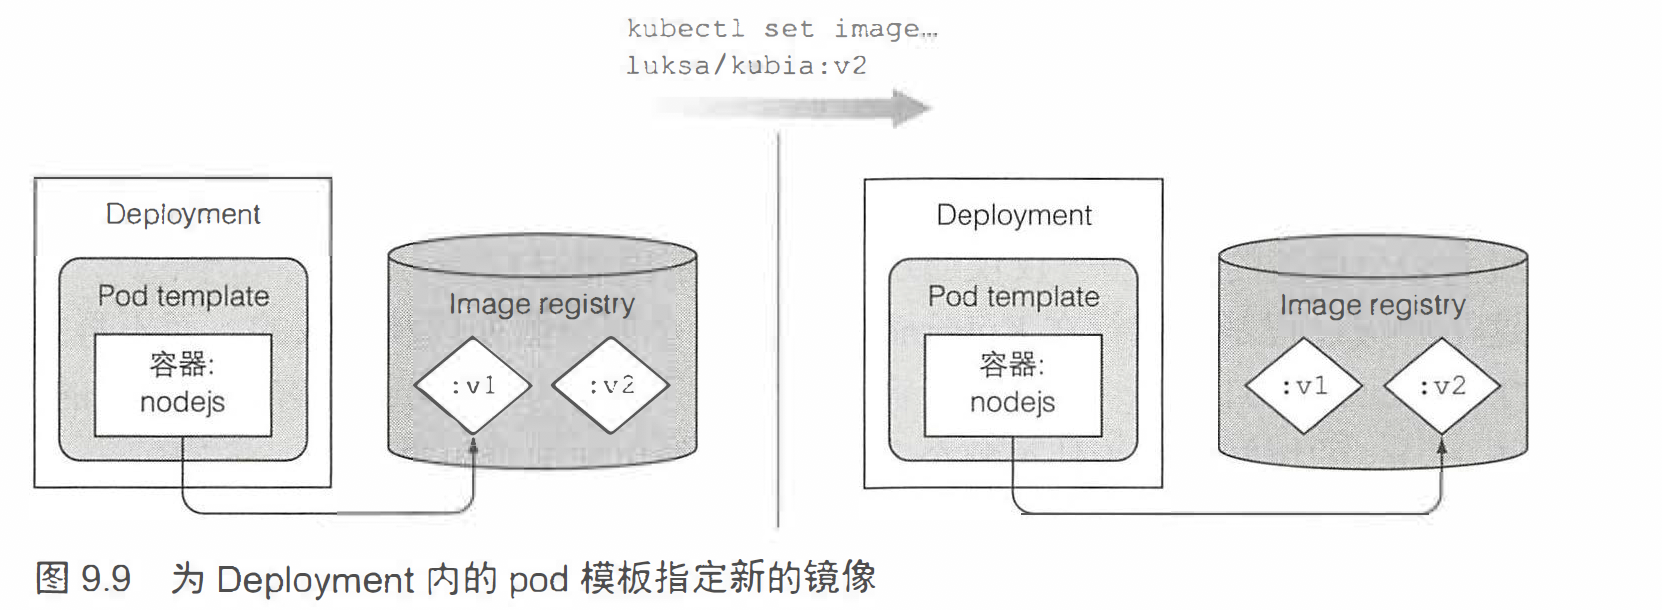 kubectl set image…
luksa/kubia:v2
Deployment
Pod template
容器:
nodejs
Image registry
:v1
:v2
Deployment
Pod template
容器:
nodejs
Image registry
:v1
:v2
图 9.9 为 Deployment 内的 pod 模板指定新的镜像